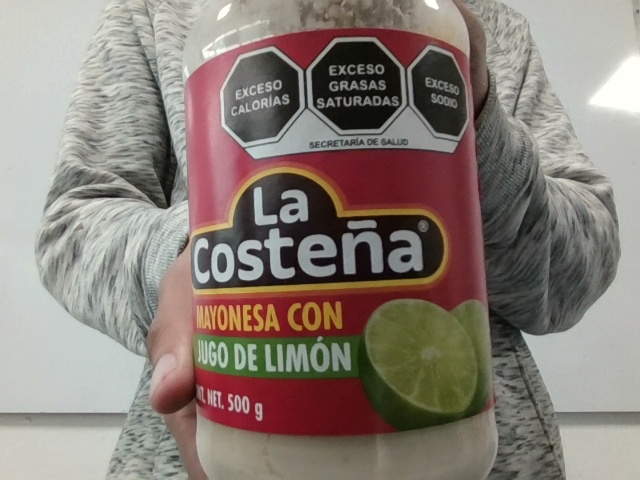 EXCESO
CALORÍAS
EXCESO
GRASAS
SATURADAS
EXCESO
SODIO
SECRETARÍA DE SALUD
La
Costeña®
MAYONESA CON
JUGO DE LIMÓN
NET. 500 g